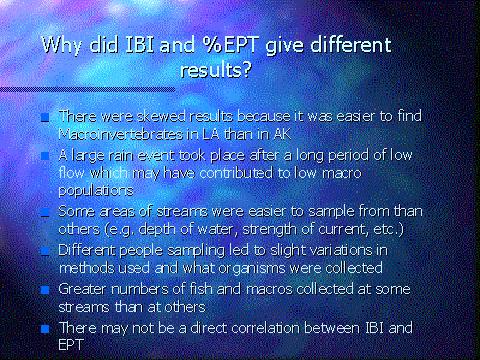 Why did IBI and %EPT give different
results?
There were skewed results because it was easier to find
Macroinvertebrates in LA than in AK
A large rain event took place after a long period of low
flow which may have contributed to low macro
populations
Some areas of streams were easier to sample from than
others (e.g. depth of water, strength of current, etc.)
Different people sampling led to slight variations in
methods used and what organisms were collected
Greater numbers of fish and macros collected at some
streams than at others
There may not be a direct correlation between IBI and
EPT